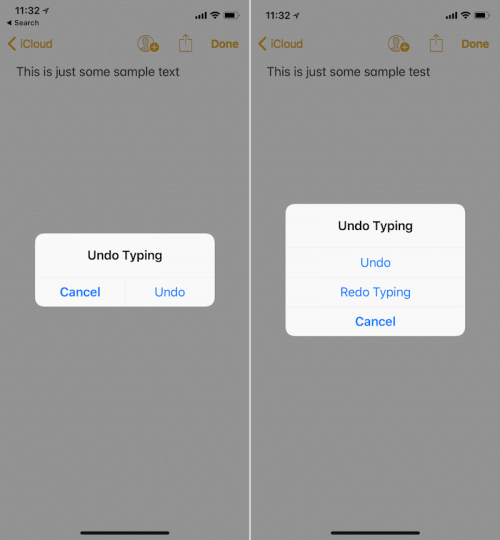 11:32
Search
iCloud
Done
This is just some sample text
Undo Typing
Cancel
Undo
11:32
iCloud
Done
This is just some sample test
Undo Typing
Undo
Redo Typing
Cancel